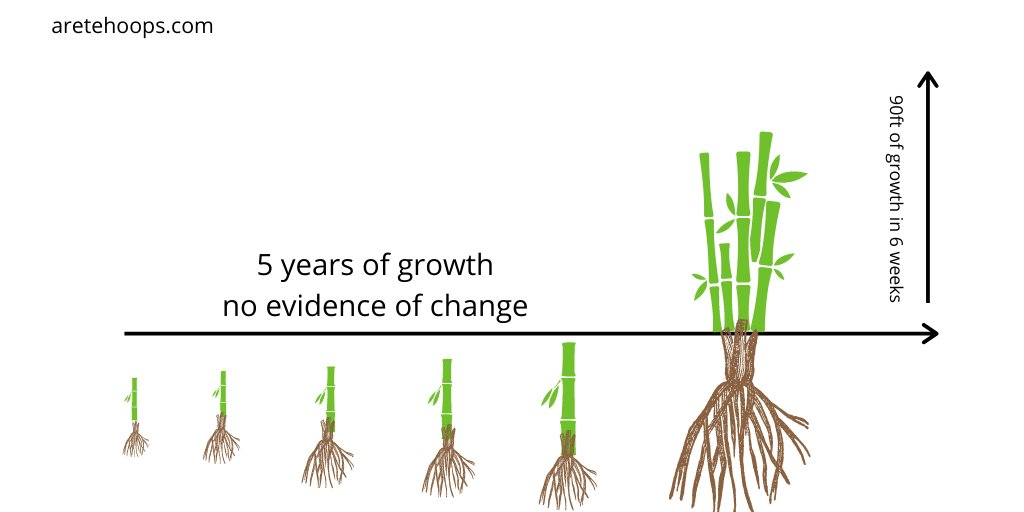 aretehoops.com
5 years of growth
no evidence of change
90ft of growth in 6 weeks